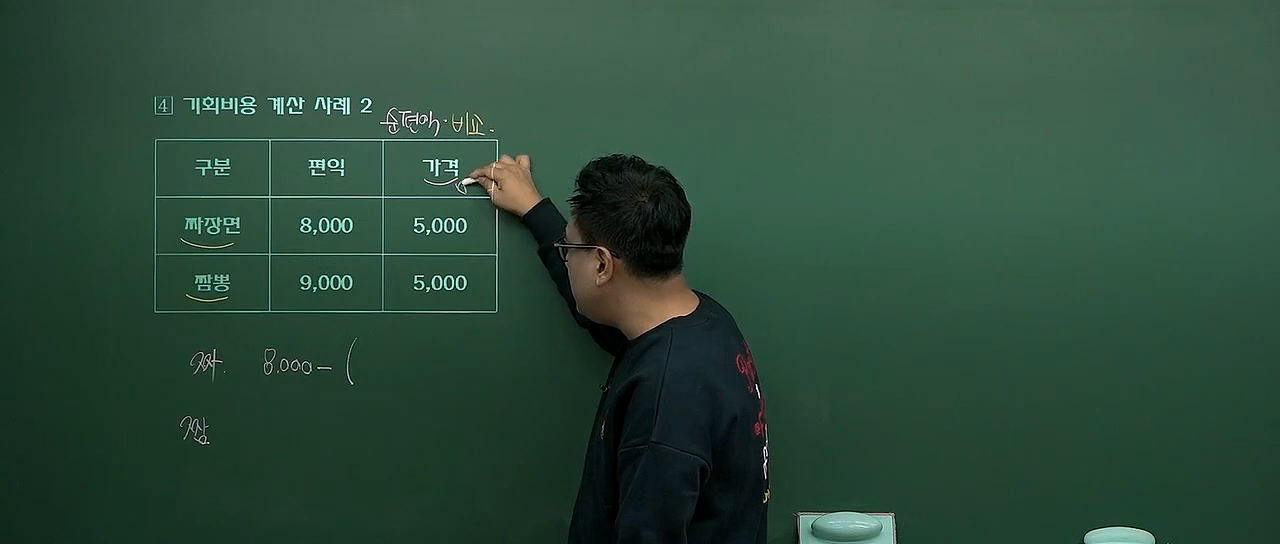 4 기회비용 계산 사례 2
순편익·비교.
구분 편익 가격
짜장면 8,000 5,000
짬뽕 9,000 5,000
짜. 8.000-(
짬.